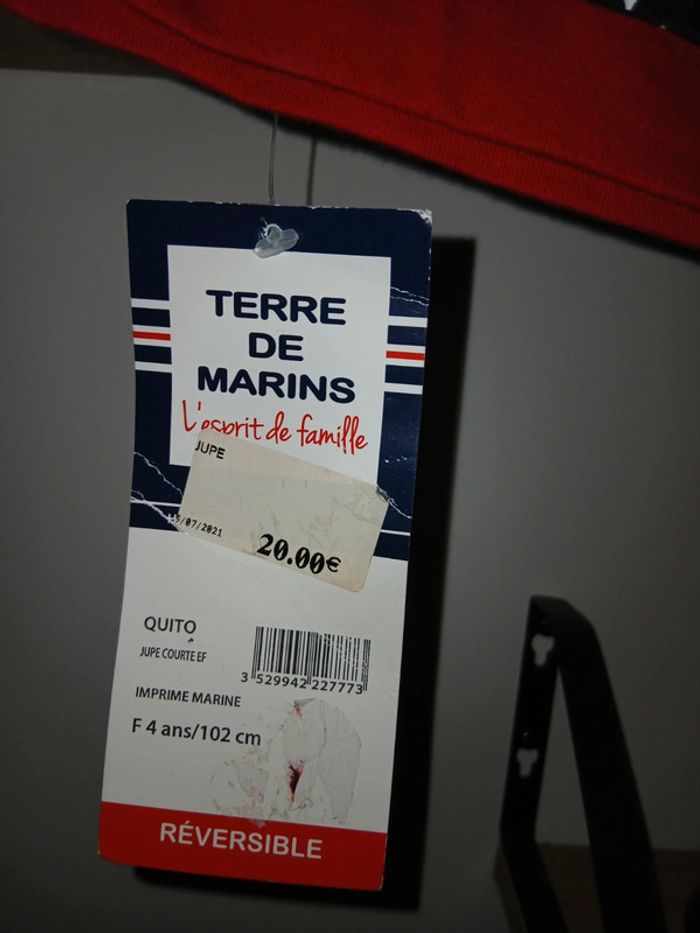 TERRE
DE
MARINS
L'esprit de famille
JUPE
/07/2021
20.00€
QUITO
JUPE COURTE EF
3 529942 227773
IMPRIME MARINE
F 4 ans/102 cm
RÉVERSIBLE